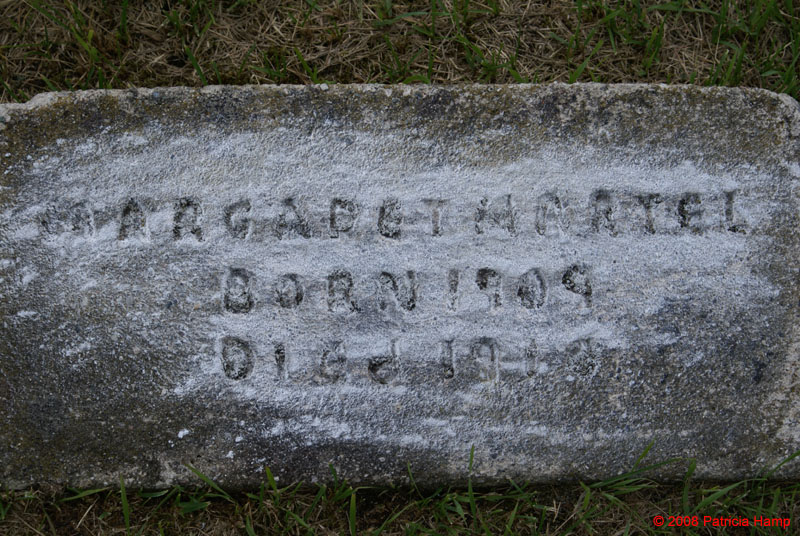 MARGARET MARTEL
BORN 1909
DIED
© 2008 Patricia Hamp